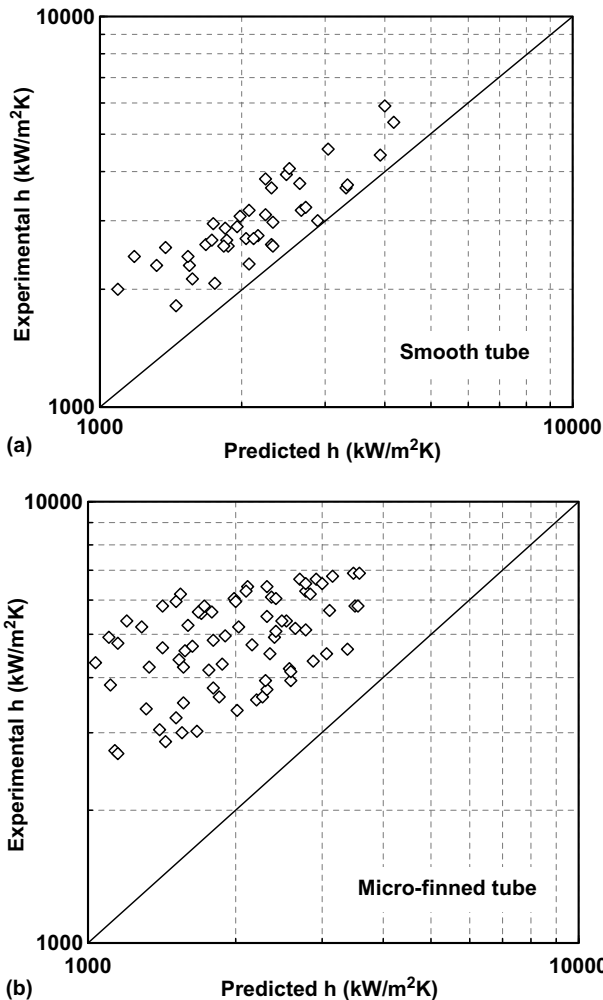 10000
Experimental h (kW/m²K)
Smooth tube
1000
1000
10000
(a)
Predicted h (kW/m²K)
10000
Experimental h (kW/m²K)
Micro-finned tube
1000
1000
10000
(b)
Predicted h (kW/m²K)